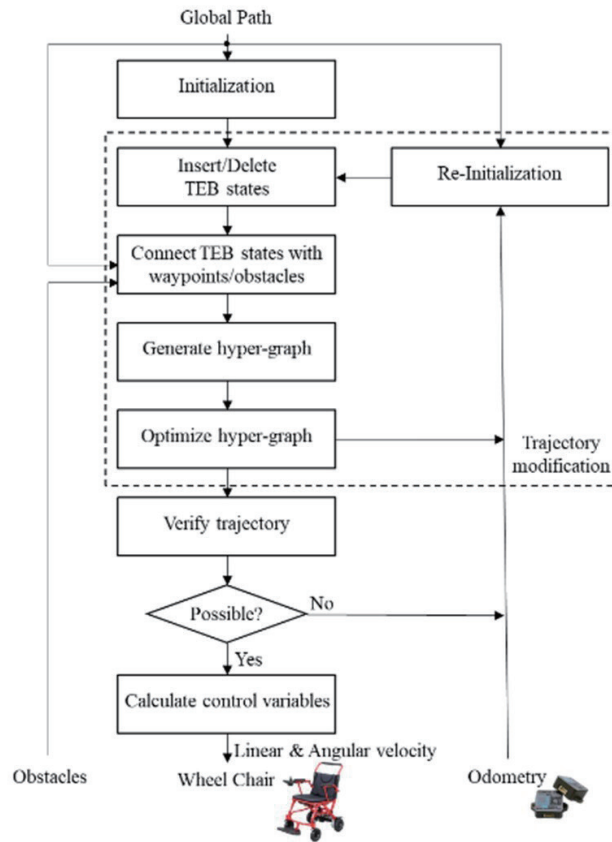 Global Path
Initialization
Insert/Delete
TEB states
Re-Initialization
Connect TEB states with
waypoints/obstacles
Generate hyper-graph
Optimize hyper-graph
Trajectory
modification
Verify trajectory
Possible?
No
Yes
Calculate control variables
Linear & Angular velocity
Obstacles
Wheel Chair
Odometry